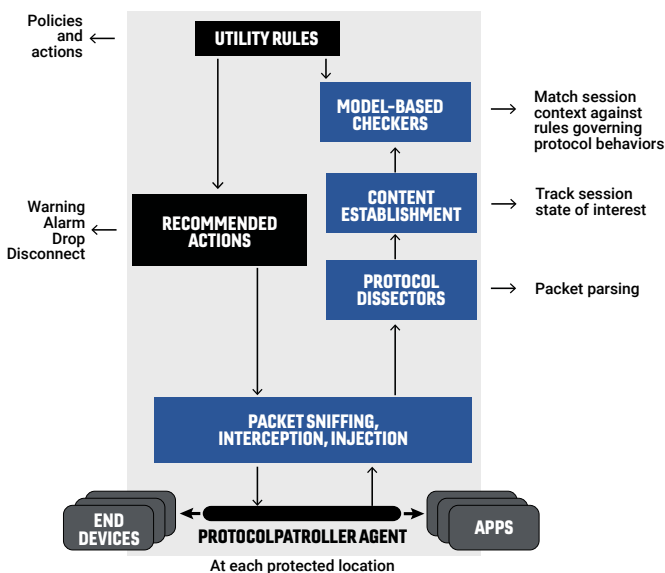 Policies
and
actions
UTILITY RULES
MODEL-BASED
CHECKERS
Match session
context against
rules governing
protocol behaviors
CONTENT
ESTABLISHMENT
Track session
state of interest
Warning
Alarm
Drop
Disconnect
RECOMMENDED
ACTIONS
PROTOCOL
DISSECTORS
Packet parsing
PACKET SNIFFING,
INTERCEPTION, INJECTION
END
DEVICES
PROTOCOLPATROLLER AGENT
APPS
At each protected location